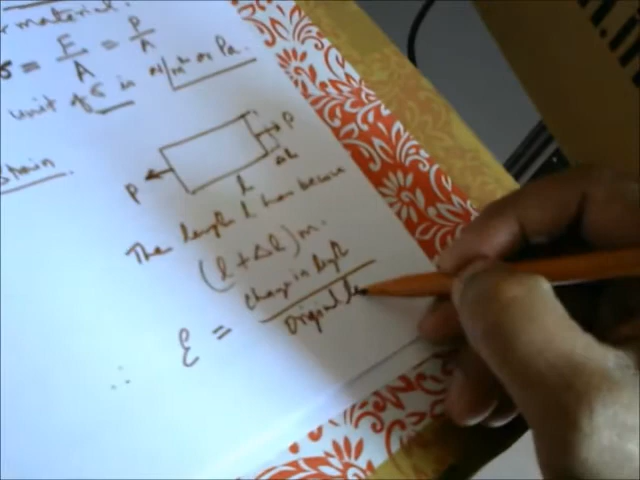 material.
σ = F/A = P/A
unit of σ is N/m² or Pa.
Strain
P
Δl
P
l
The length l has become
(l + Δl) m.
∴ ε = change in length / original le